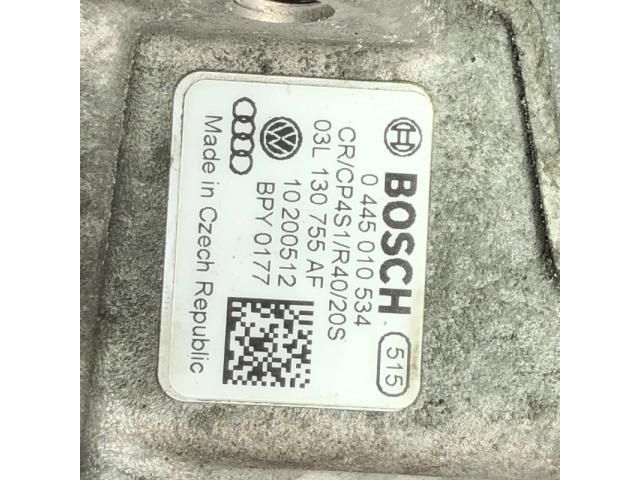 BOSCH 515
0 445 010 534
CR/CP4S1/R40/20S
03L 130 755 AF
10 200512
BPY 0177
Made in Czech Republic